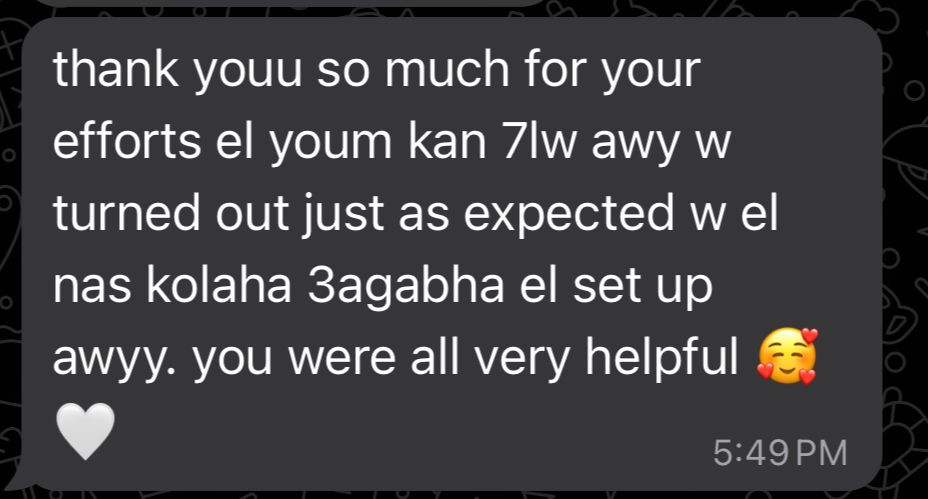 thank youu so much for your
efforts el youm kan 7lw awy w
turned out just as expected w el
nas kolaha 3agabha el set up
awyy. you were all very helpful 🥰
🤍
5:49 PM